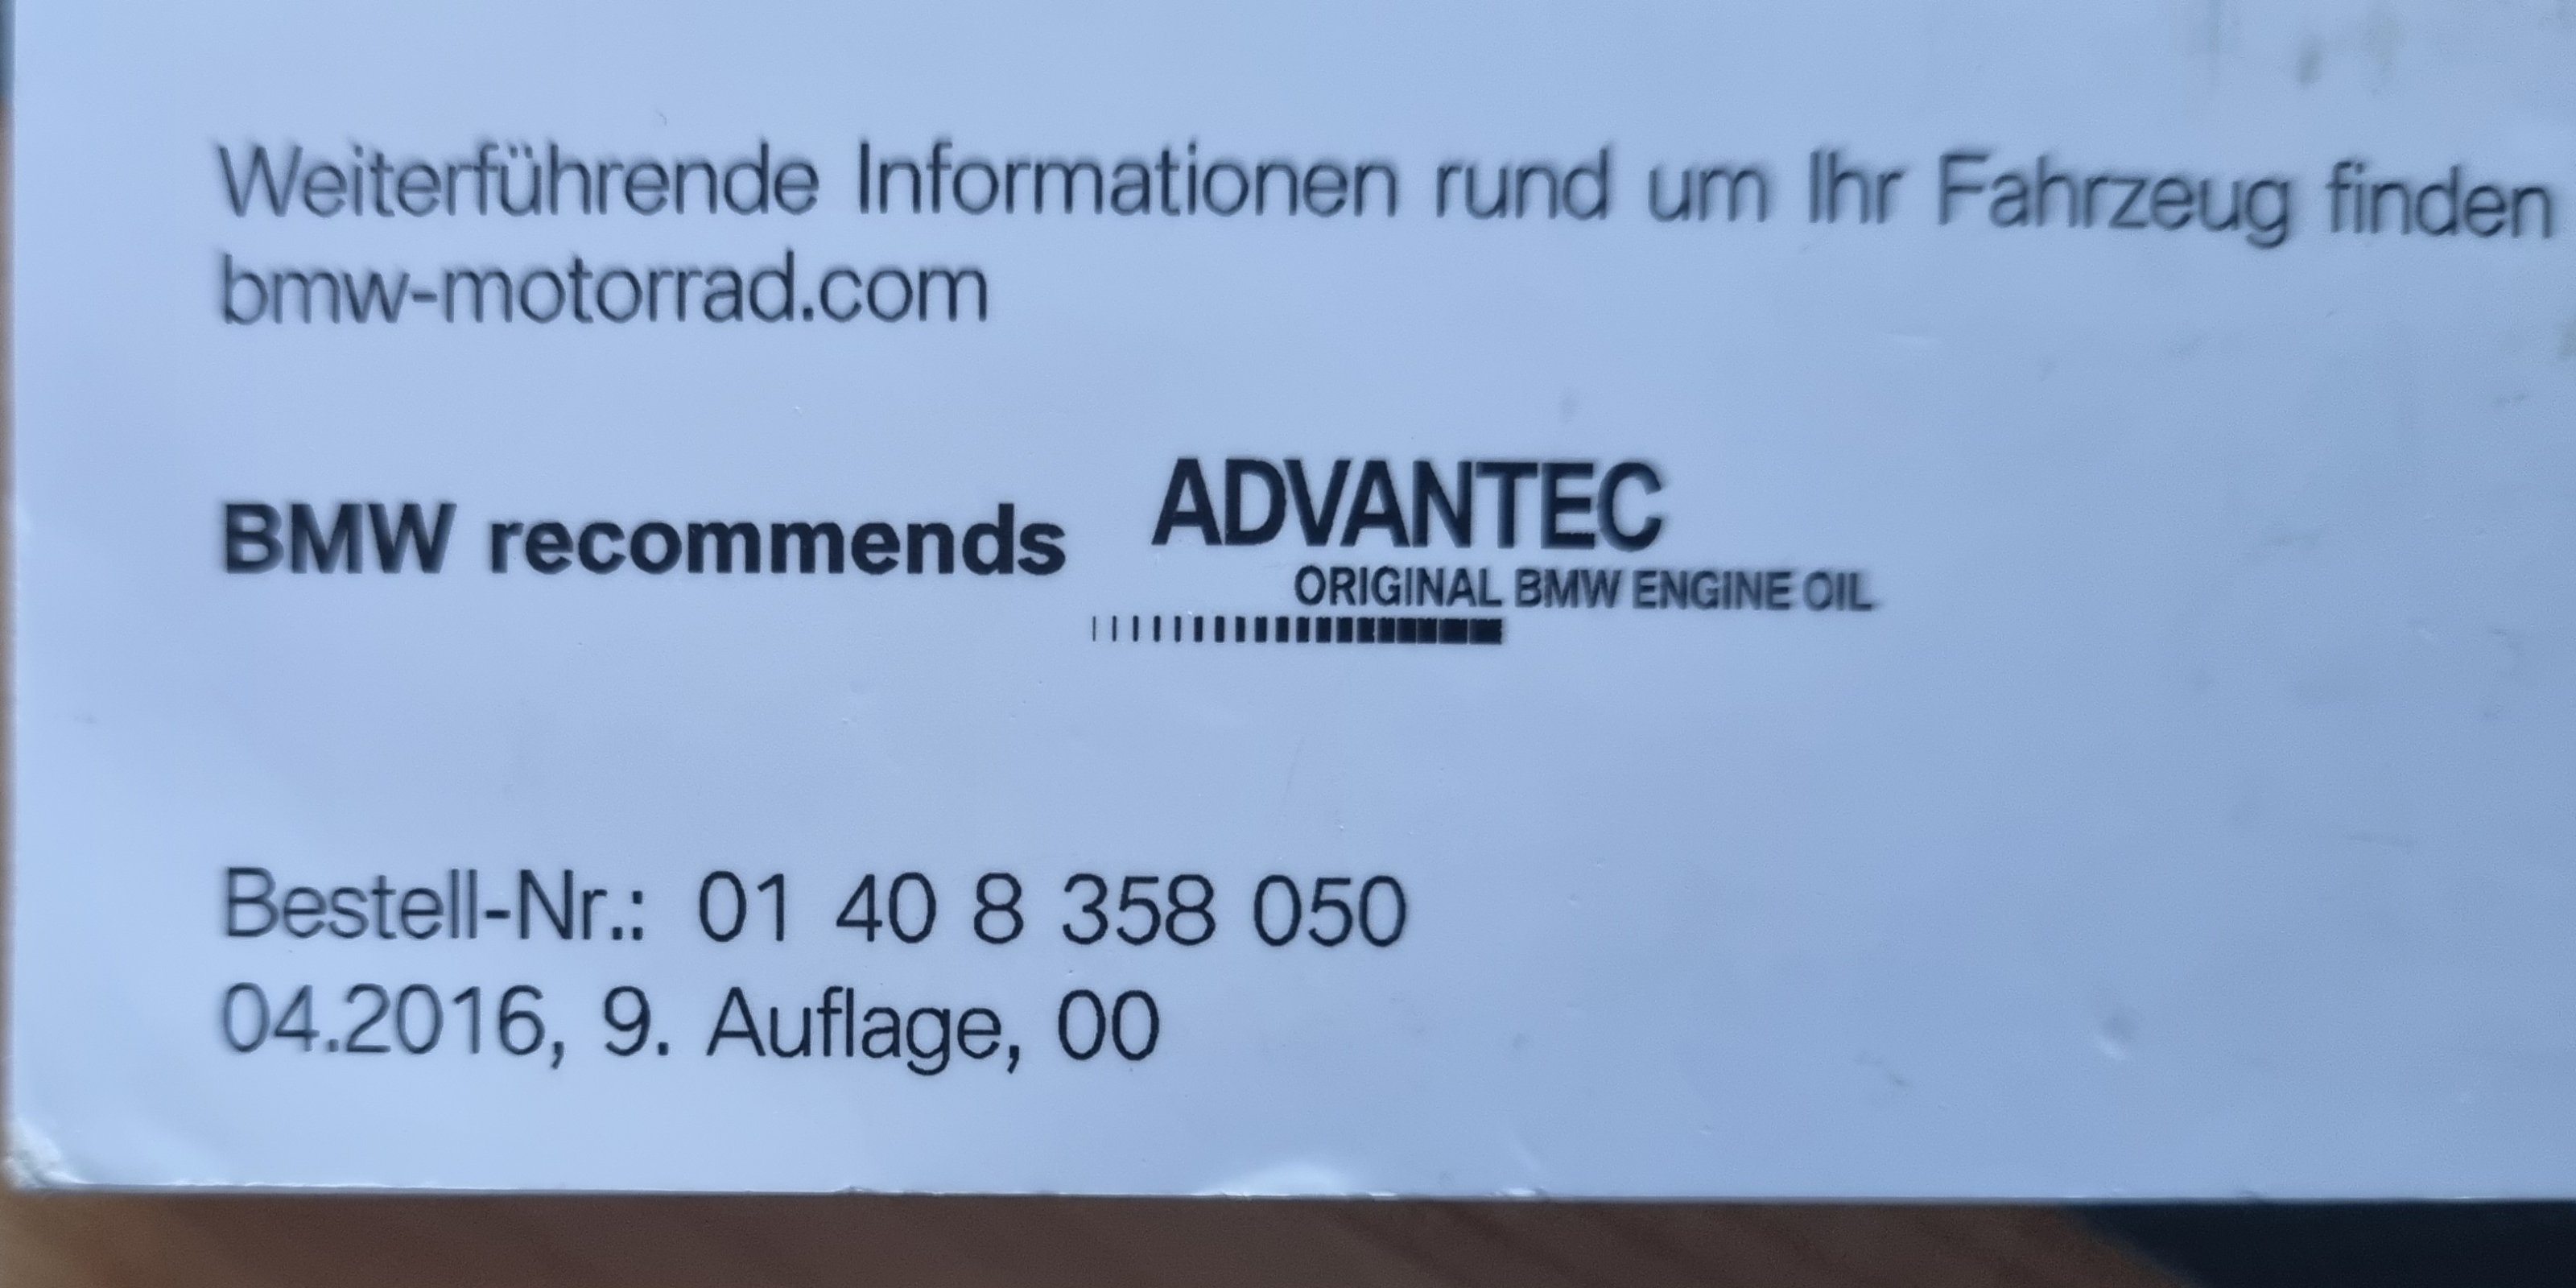 Weiterführende Informationen rund um Ihr Fahrzeug finden
bmw-motorrad.com
BMW recommends
ADVANTEC
ORIGINAL BMW ENGINE OIL
Bestell-Nr.: 01 40 8 358 050
04.2016, 9. Auflage, 00